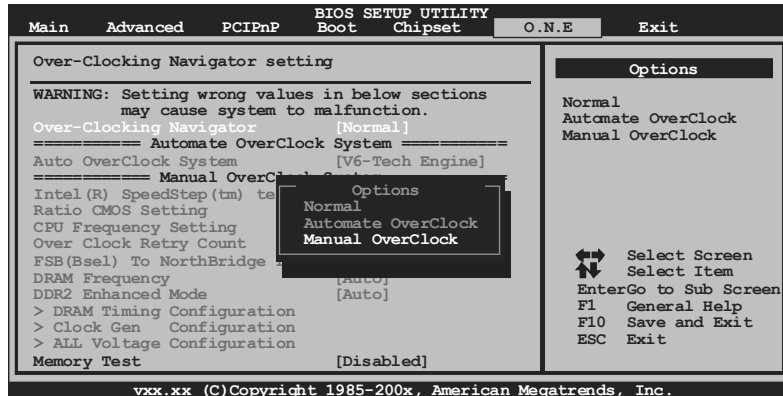 BIOS SETUP UTILITY
Main Advanced PCIPnP Boot Chipset O.N.E Exit
Over-Clocking Navigator setting
WARNING: Setting wrong values in below sections
may cause system to malfunction.
Over-Clocking Navigator [Normal]
=========== Automate OverClock System ===========
Auto OverClock System [V6-Tech Engine]
============ Manual OverCl
Intel(R) SpeedStep(tm) te
Ratio CMOS Setting
CPU Frequency Setting
Over Clock Retry Count
FSB(Bsel) To NorthBridge
DRAM Frequency [Auto]
DDR2 Enhanced Mode [Auto]
> DRAM Timing Configuration
> Clock Gen Configuration
> ALL Voltage Configuration
Memory Test [Disabled]
Options
Normal
Automate OverClock
Manual OverClock
Options
Normal
Automate OverClock
Manual OverClock
Select Screen
Select Item
EnterGo to Sub Screen
F1 General Help
F10 Save and Exit
ESC Exit
vxx.xx (C)Copyright 1985-200x, American Megatrends, Inc.